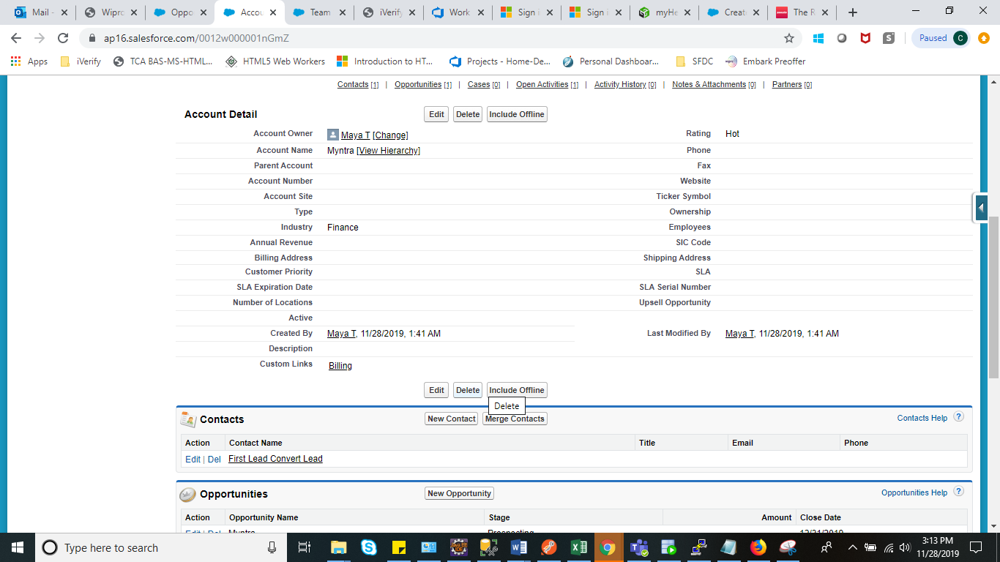 Mail -
Wipro
Oppo
Accou
Team
iVerify
Work
Sign i
Sign i
myHe
Create
The R
ap16.salesforce.com/0012w000001nGmZ
Paused C
Apps iVerify TCA BAS-MS-HTML... HTML5 Web Workers Introduction to HT... Projects - Home-De... Personal Dashboar... SFDC Embark Preoffer
Contacts [1] | Opportunities [1] | Cases [0] | Open Activities [1] | Activity History [0] | Notes & Attachments [0] | Partners [0]
Account Detail Edit Delete Include Offline
Account Owner Maya T [Change] Rating Hot
Account Name Myntra [View Hierarchy] Phone
Parent Account Fax
Account Number Website
Account Site Ticker Symbol
Type Ownership
Industry Finance Employees
Annual Revenue SIC Code
Billing Address Shipping Address
Customer Priority SLA
SLA Expiration Date SLA Serial Number
Number of Locations Upsell Opportunity
Active
Created By Maya T, 11/28/2019, 1:41 AM Last Modified By Maya T, 11/28/2019, 1:41 AM
Description
Custom Links Billing
Edit Delete Include Offline
Delete
Contacts New Contact Merge Contacts Contacts Help ?
Action Contact Name Title Email Phone
Edit | Del First Lead Convert Lead
Opportunities New Opportunity Opportunities Help ?
Action Opportunity Name Stage Amount Close Date
Edit | Del Myntra Prospecting 12/31/2019
Type here to search
3:13 PM
11/28/2019